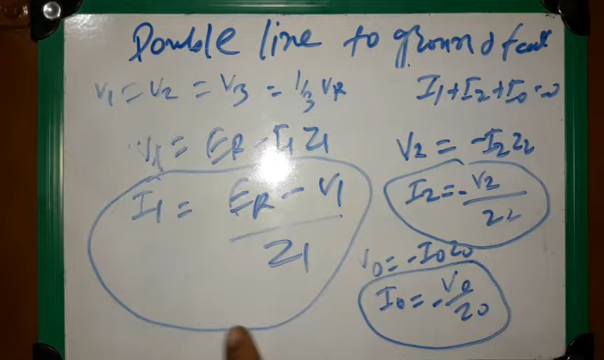 Double line to ground fault
V1 = V2 = V3 = 1/3 VR
I1 + I2 + I0 = 0
V1 = ER - I1 Z1
V2 = -I2 Z2
I1 = ER - V1 / Z1
I2 = -V2 / Z2
V0 = -I0 Z0
I0 = -V0 / Z0